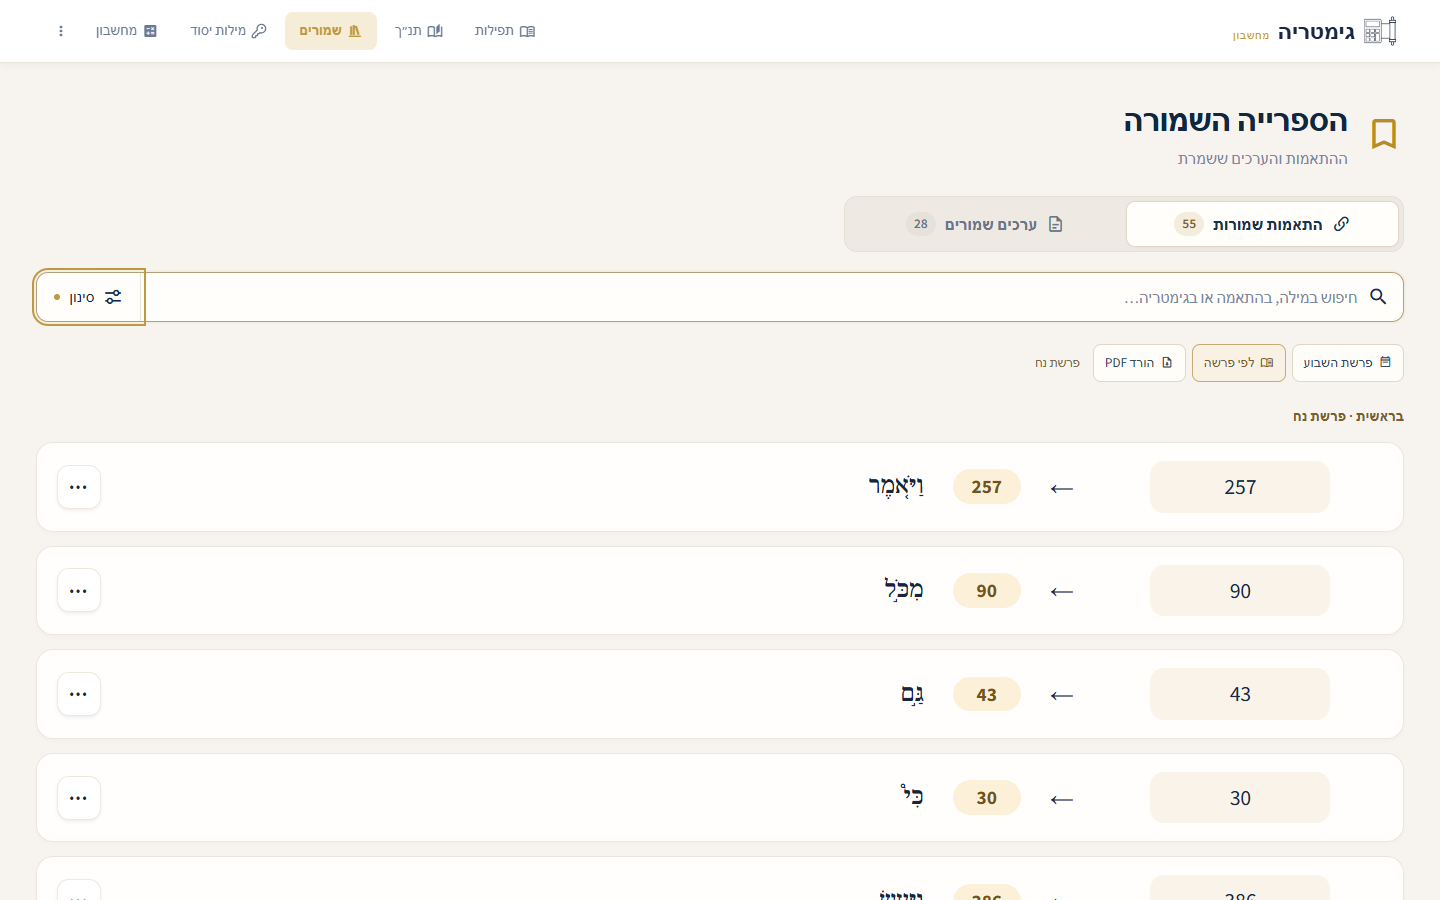 גימטריה מחשבון
תפילות
תנ״ך
שמורים
מילות יסוד
מחשבון
הספרייה השמורה
ההתאמות והערכים ששמרת
התאמות שמורות 55
ערכים שמורים 28
חיפוש במילה, בהתאמה או בגימטריה...
סינון
פרשת השבוע
לפי פרשה
הורד PDF
פרשת נח
בראשית · פרשת נח
257 ← 257 וַיֹּ֤אמֶר
90 ← 90 מִכֹּ֣ל
43 ← 43 גַּ֣ם
30 ← 30 כִּי֩
386 ← 386